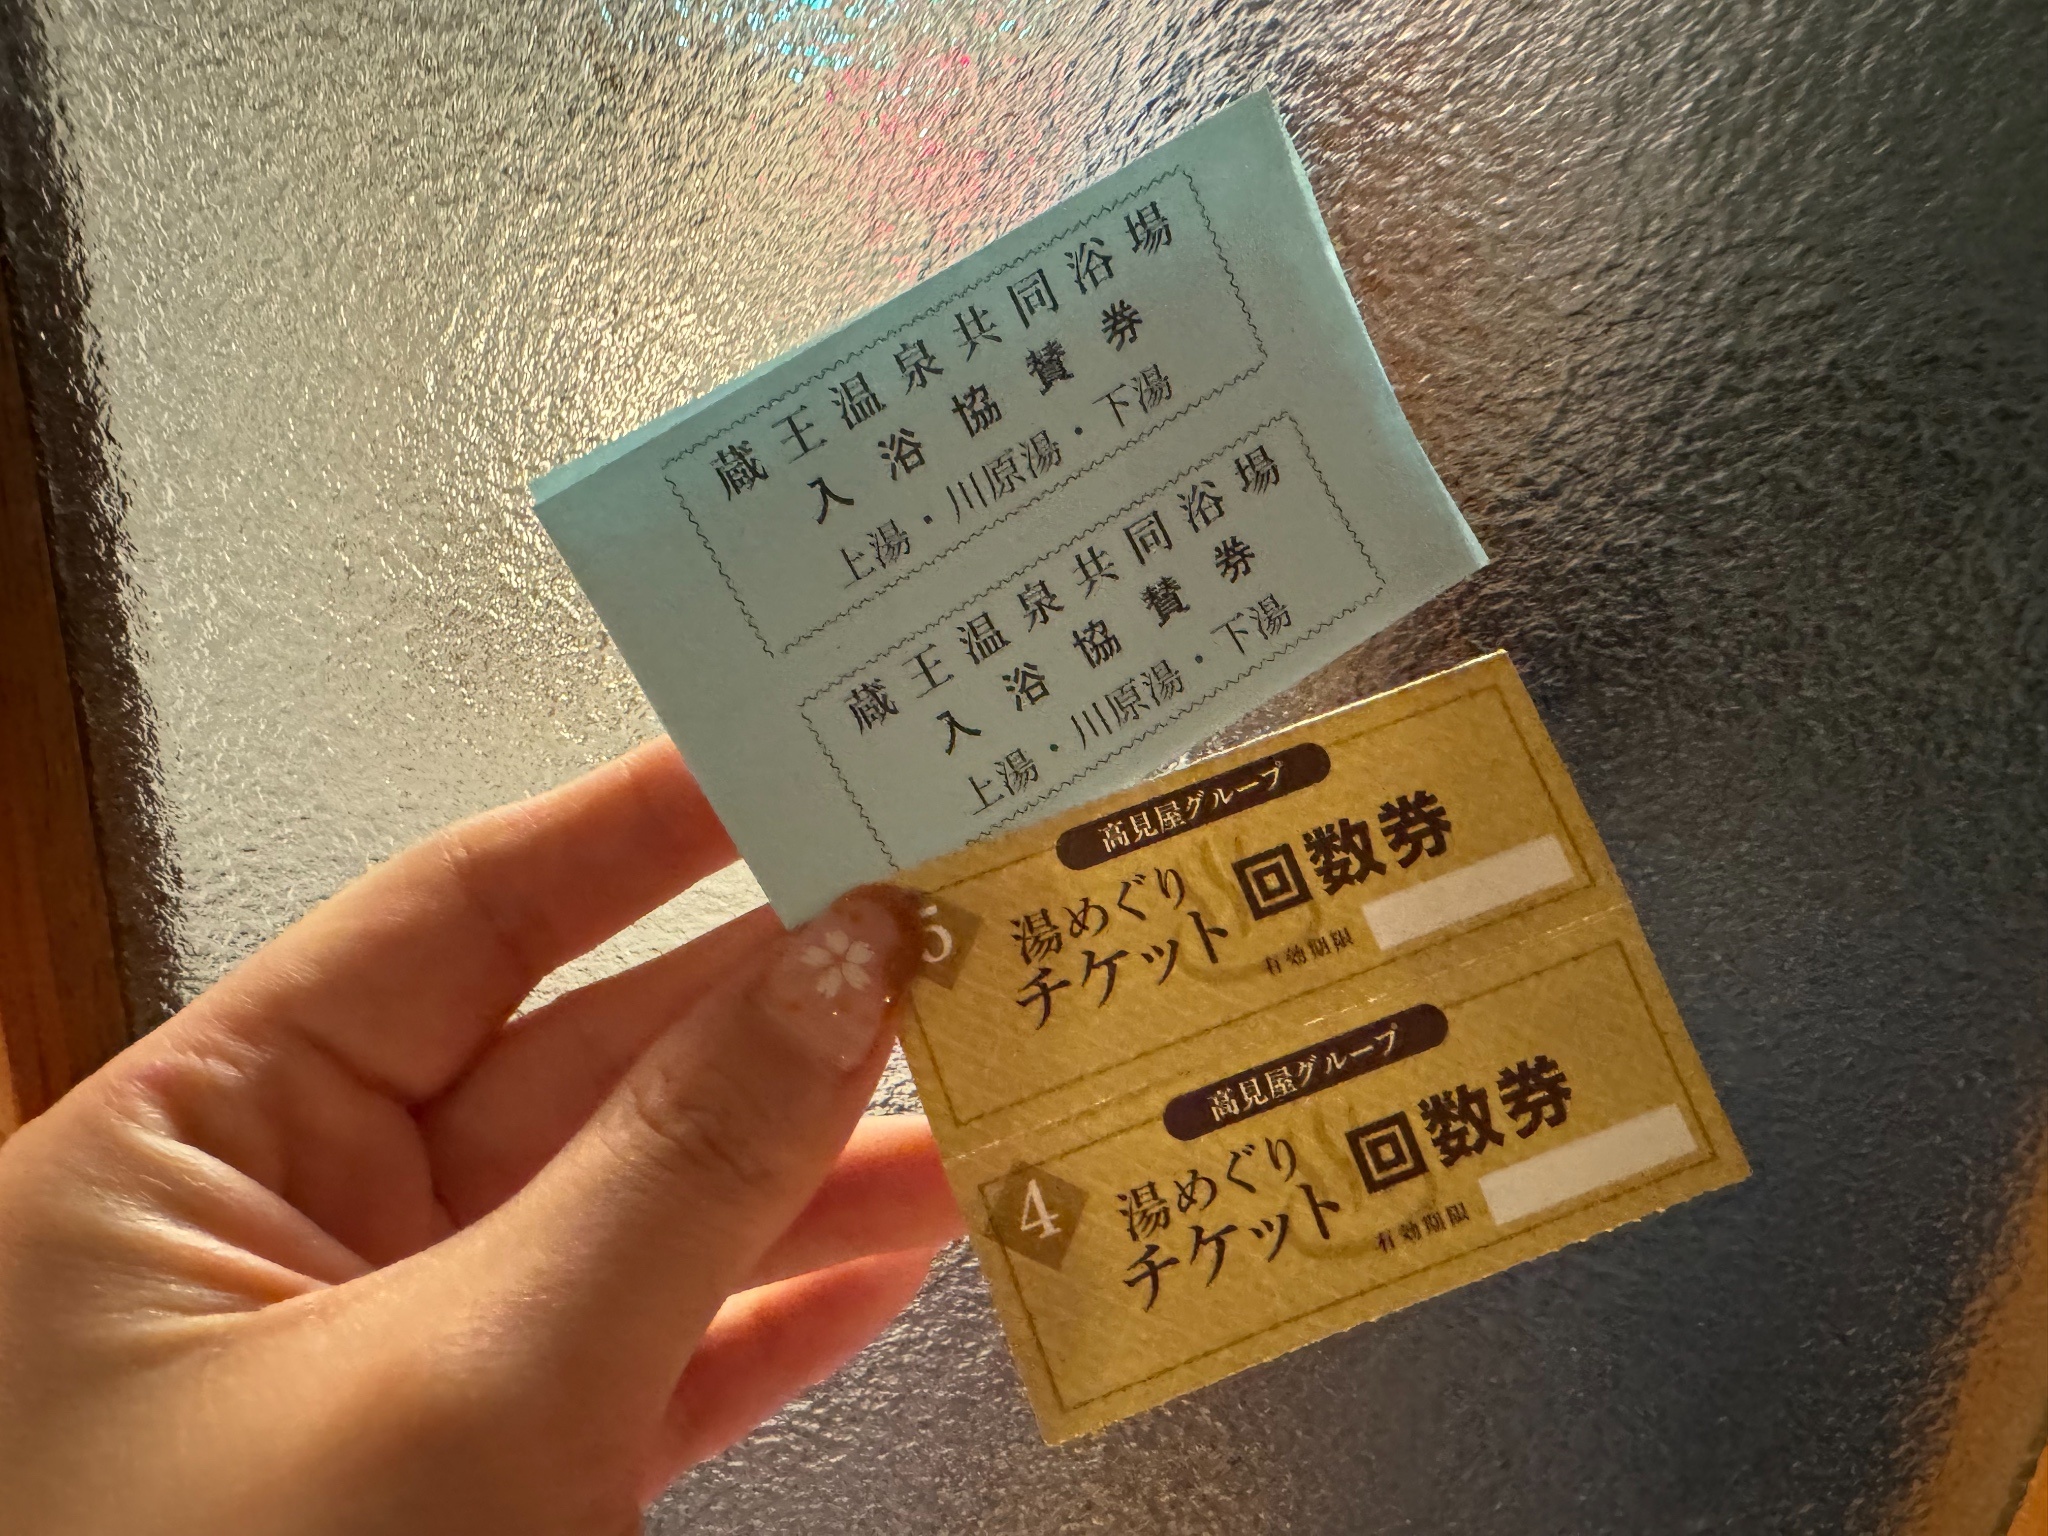 蔵王温泉共同浴場
入浴協賛券
上湯・川原湯・下湯
蔵王温泉共同浴場
入浴協賛券
上湯・川原湯・下湯
高見屋グループ
5
湯めぐり
チケット
回数券
有効期限
高見屋グループ
4
湯めぐり
チケット
回数券
有効期限